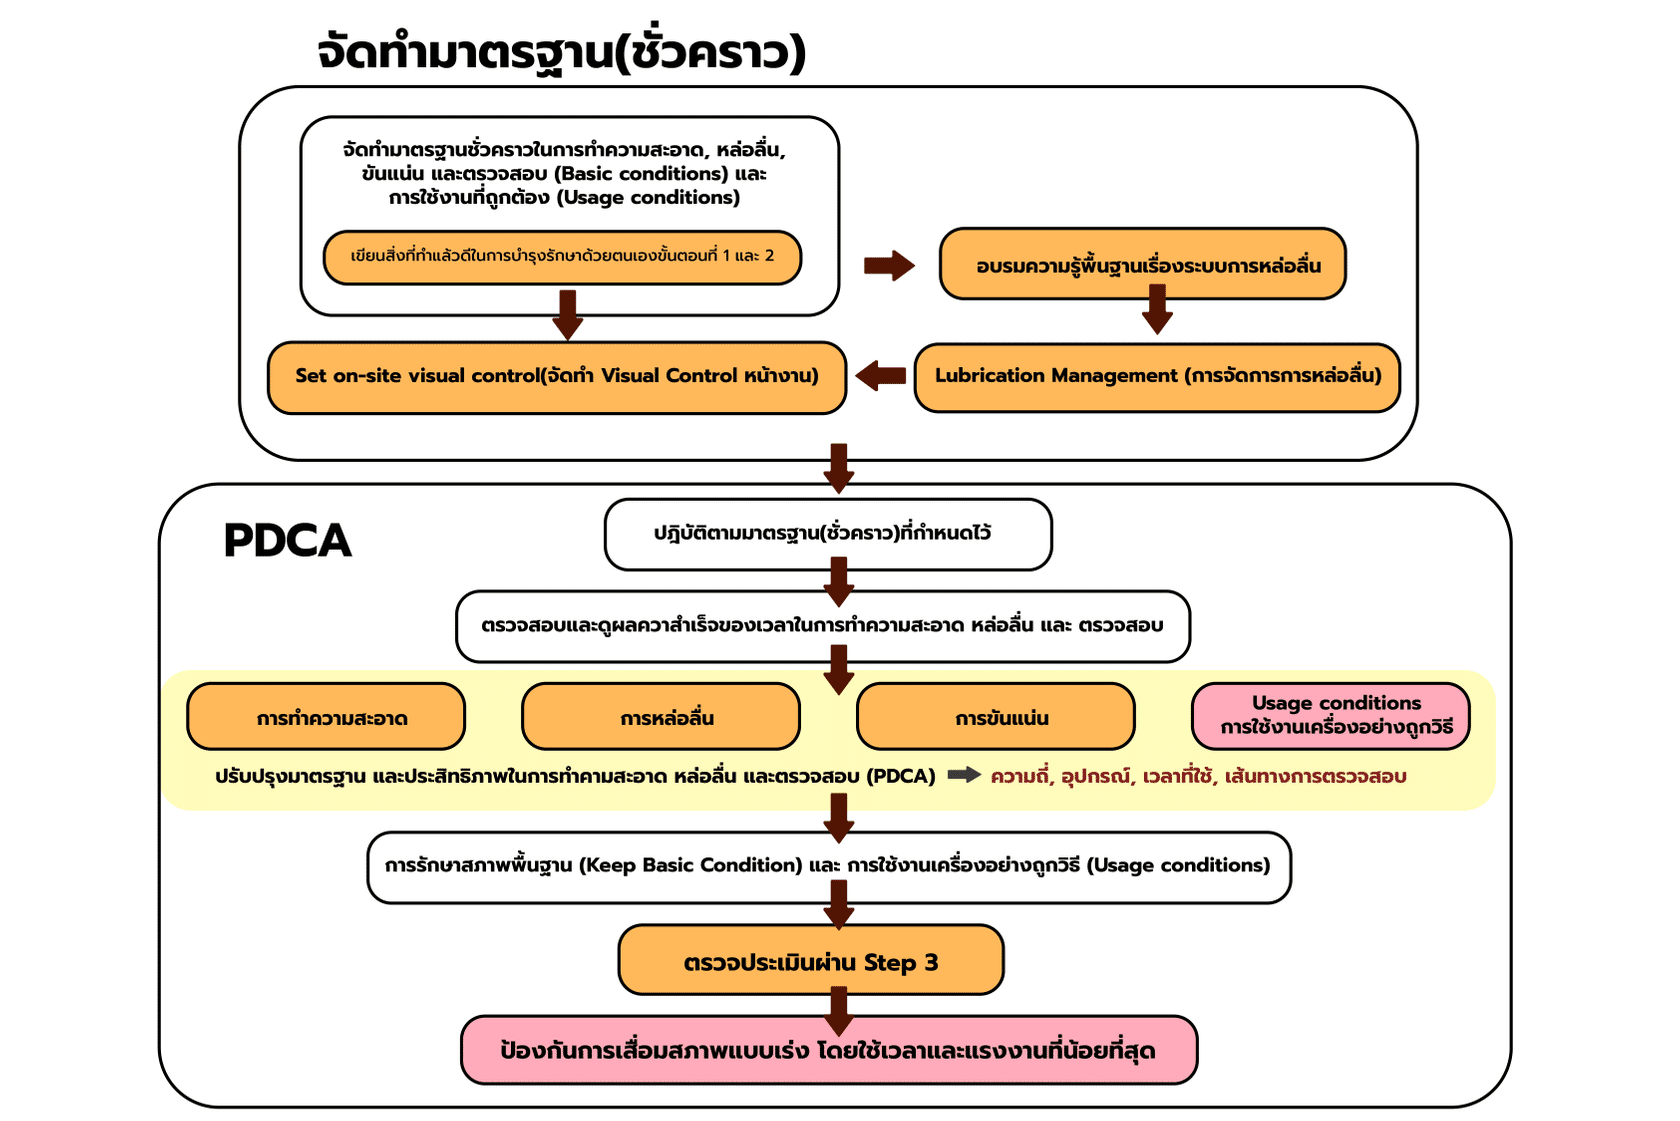 จัดทำมาตรฐาน(ชั่วคราว)
จัดทำมาตรฐานชั่วคราวในการทำความสะอาด, หล่อลื่น,
ขันแน่น และตรวจสอบ (Basic conditions) และ
การใช้งานที่ถูกต้อง (Usage conditions)
เขียนสิ่งที่ทำแล้วดีในการบำรุงรักษาด้วยตนเองขั้นตอนที่ 1 และ 2
อบรมความรู้พื้นฐานเรื่องระบบการหล่อลื่น
Set on-site visual control(จัดทำ Visual Control หน้างาน)
Lubrication Management (การจัดการการหล่อลื่น)
PDCA
ปฎิบัติตามมาตรฐาน(ชั่วคราว)ที่กำหนดไว้
ตรวจสอบและดูผลควาสำเร็จของเวลาในการทำความสะอาด หล่อลื่น และ ตรวจสอบ
การทำความสะอาด
การหล่อลื่น
การขันแน่น
Usage conditions
การใช้งานเครื่องอย่างถูกวิธี
ปรับปรุงมาตรฐาน และประสิทธิภาพในการทำคามสะอาด หล่อลื่น และตรวจสอบ (PDCA)
ความถี่, อุปกรณ์, เวลาที่ใช้, เส้นทางการตรวจสอบ
การรักษาสภาพพื้นฐาน (Keep Basic Condition) และ การใช้งานเครื่องอย่างถูกวิธี (Usage conditions)
ตรวจประเมินผ่าน Step 3
ป้องกันการเสื่อมสภาพแบบเร่ง โดยใช้เวลาและแรงงานที่น้อยที่สุด